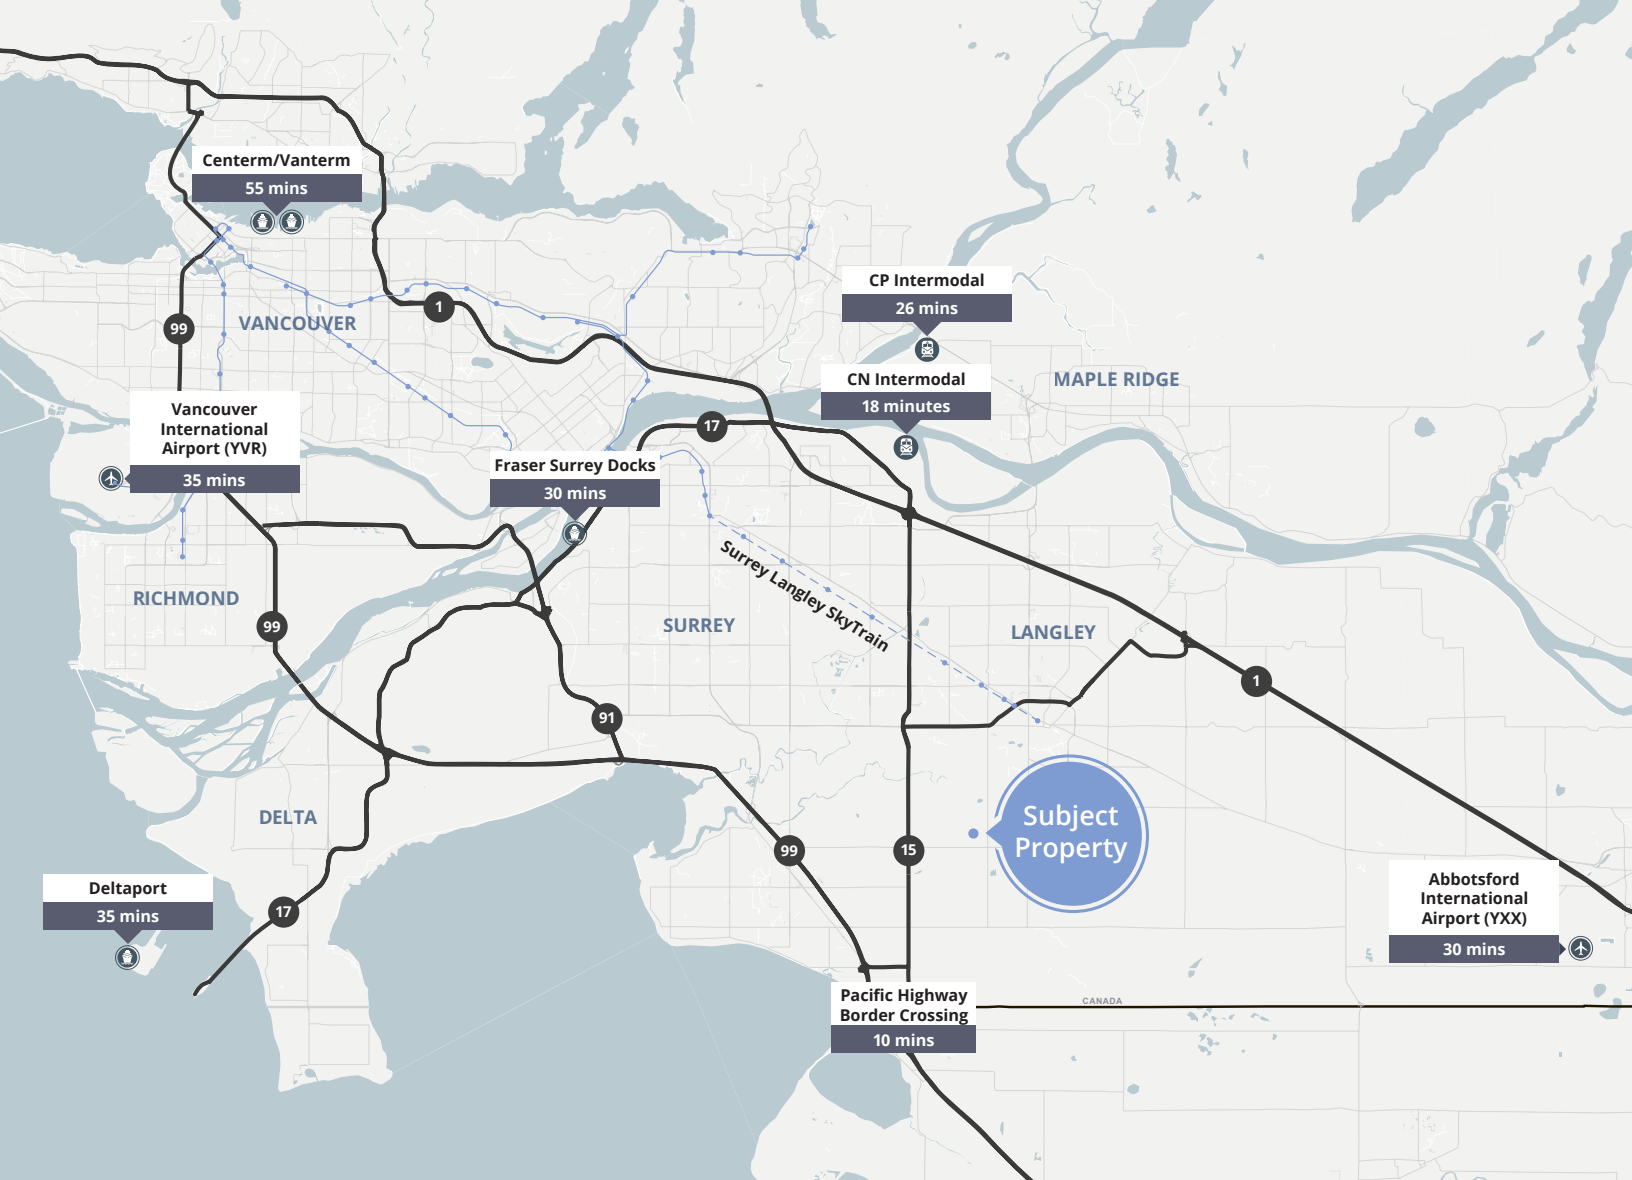 Centerm/Vanterm
55 mins
CP Intermodal
26 mins
1
99
VANCOUVER
CN Intermodal
18 minutes
MAPLE RIDGE
Vancouver
International
Airport (YVR)
35 mins
17
Fraser Surrey Docks
30 mins
Surrey Langley SkyTrain
RICHMOND
99
SURREY
LANGLEY
1
91
DELTA
Subject
Property
99
15
Deltaport
35 mins
17
Abbotsford
International
Airport (YXX)
30 mins
Pacific Highway
Border Crossing
10 mins
CANADA